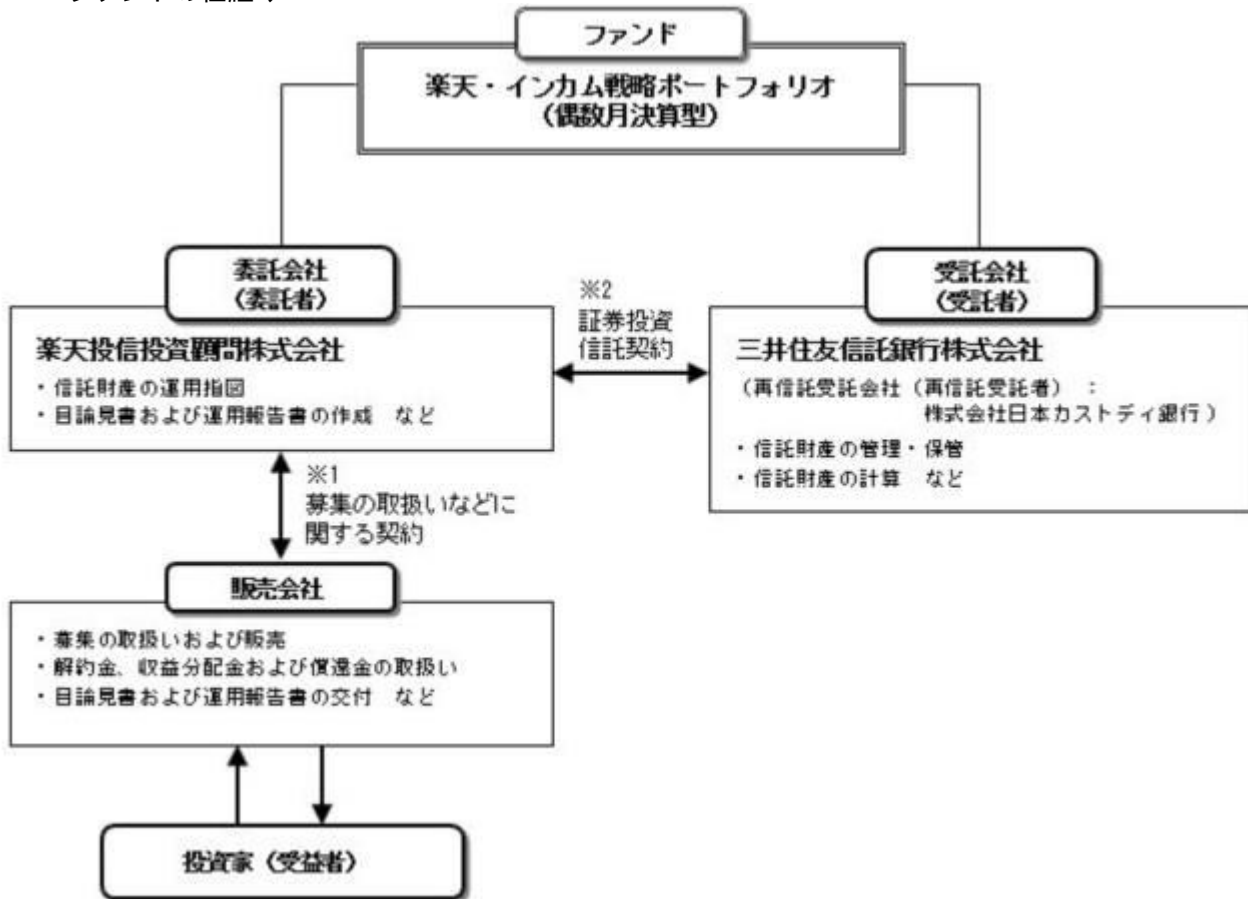 ファンド
楽天・インカム戦略ポートフォリオ
（偶数月決算型）
委託会社
（委託者）
楽天投信投資顧問株式会社
・信託財産の運用指図
・目論見書および運用報告書の作成　など
※2
証券投資
信託契約
受託会社
（受託者）
三井住友信託銀行株式会社
（再信託受託会社（再信託受託者）：
株式会社日本カストディ銀行）
・信託財産の管理・保管
・信託財産の計算　など
※1
募集の取扱いなどに
関する契約
販売会社
・募集の取扱いおよび販売
・解約金、収益分配金および償還金の取扱い
・目論見書および運用報告書の交付　など
投資家（受益者）